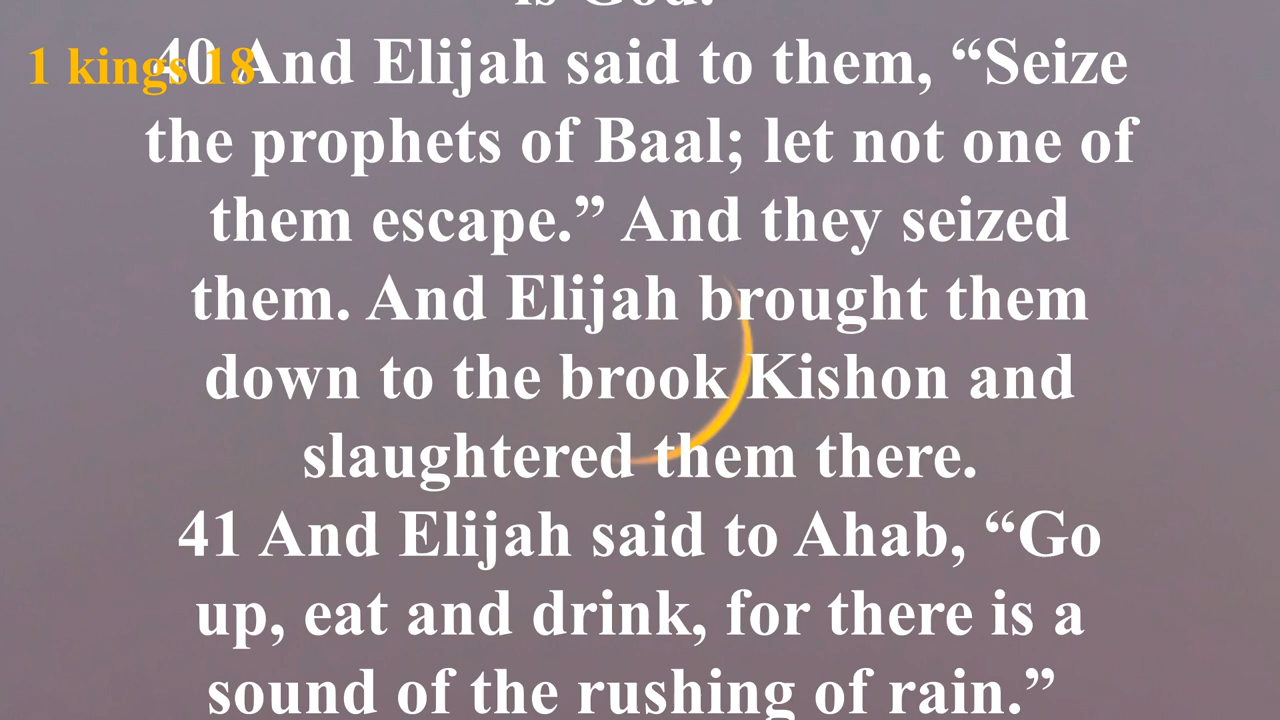 is God."
1 kings 18
40 And Elijah said to them, “Seize
the prophets of Baal; let not one of
them escape.” And they seized
them. And Elijah brought them
down to the brook Kishon and
slaughtered them there.
41 And Elijah said to Ahab, “Go
up, eat and drink, for there is a
sound of the rushing of rain.”